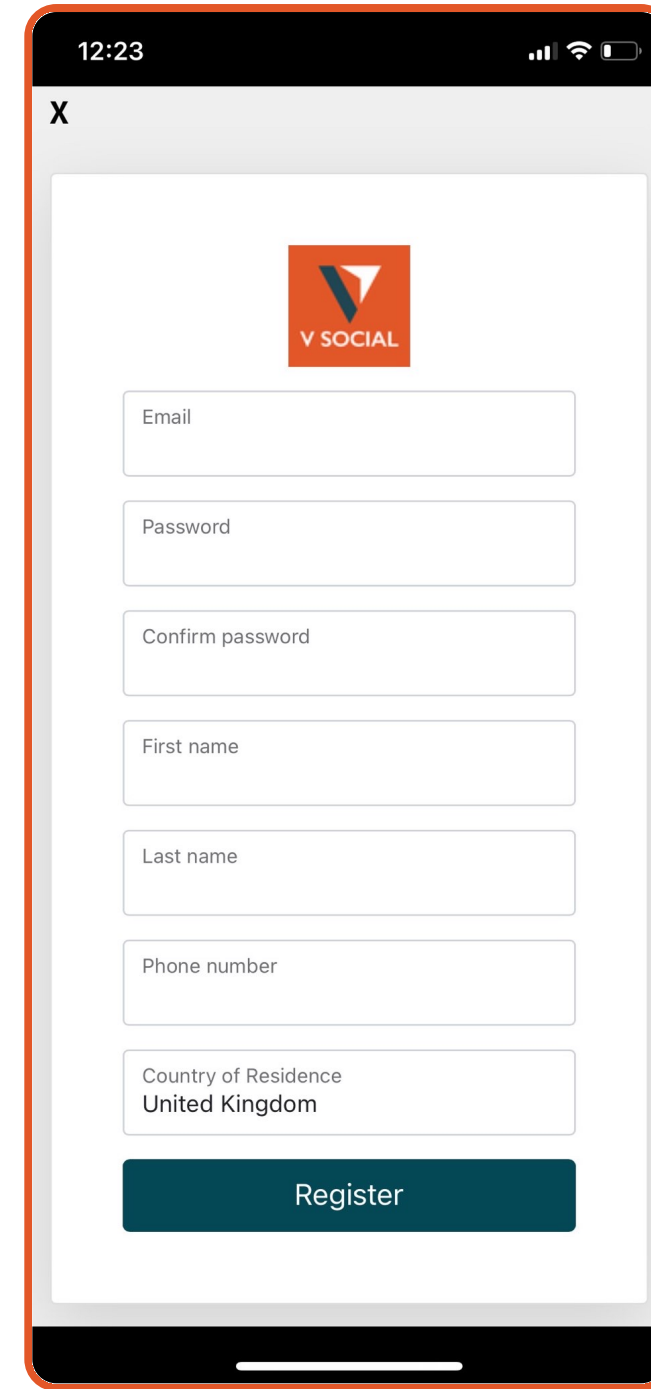 12:23
X
V SOCIAL
Email
Password
Confirm password
First name
Last name
Phone number
Country of Residence
United Kingdom
Register